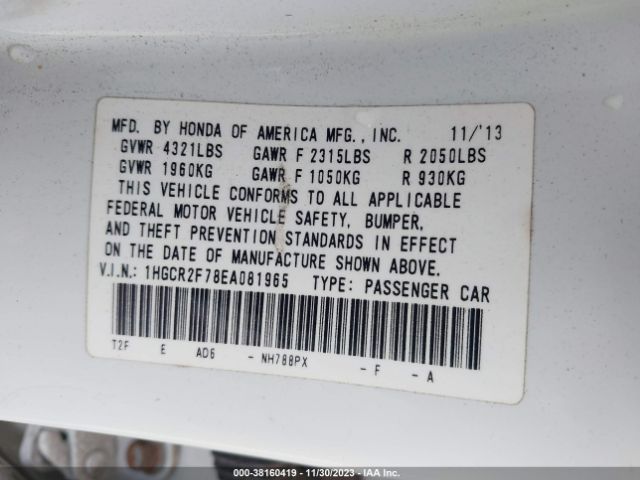 MFD. BY HONDA OF AMERICA MFG., INC. 11/'13
GVWR 4321LBS GAWR F 2315LBS R 2050LBS
GVWR 1960KG GAWR F 1050KG R 930KG
THIS VEHICLE CONFORMS TO ALL APPLICABLE
FEDERAL MOTOR VEHICLE SAFETY, BUMPER,
AND THEFT PREVENTION STANDARDS IN EFFECT
ON THE DATE OF MANUFACTURE SHOWN ABOVE.
V.I.N.: 1HGCR2F78EA081965 TYPE: PASSENGER CAR
T2F E AD6 - NH788PX - F - A
000-38160419 - 11/30/2023 - IAA Inc.